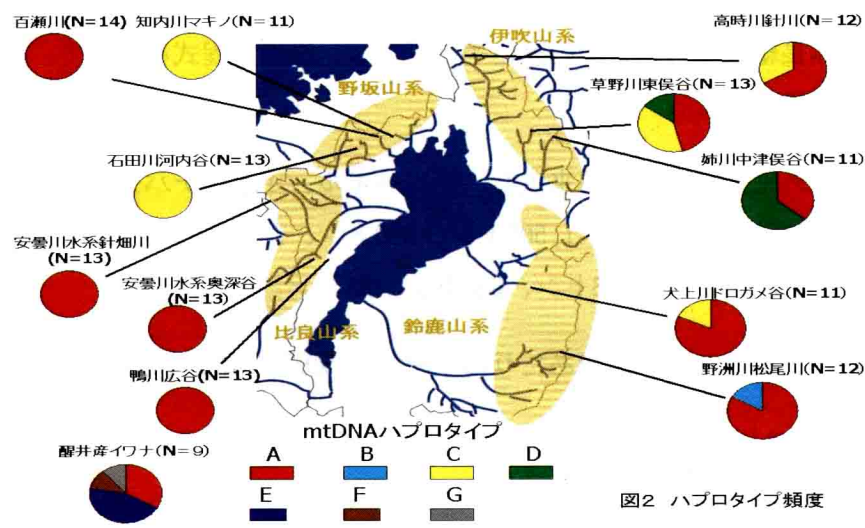 百瀬川(N=14)
知内川マキノ(N=11)
高時川針川(N=12)
伊吹山系
草野川東俣谷(N=13)
野坂山系
石田川河内谷(N=13)
姉川中津俣谷(N=11)
安曇川水系針畑川
(N=13)
安曇川水系奥深谷
(N=13)
犬上川ドロガメ谷(N=11)
比良山系
鈴鹿山系
鴨川広谷(N=13)
野洲川松尾川(N=12)
mtDNAハプロタイプ
醒井産イワナ(N=9)
A B C D
E F G
図2 ハプロタイプ頻度